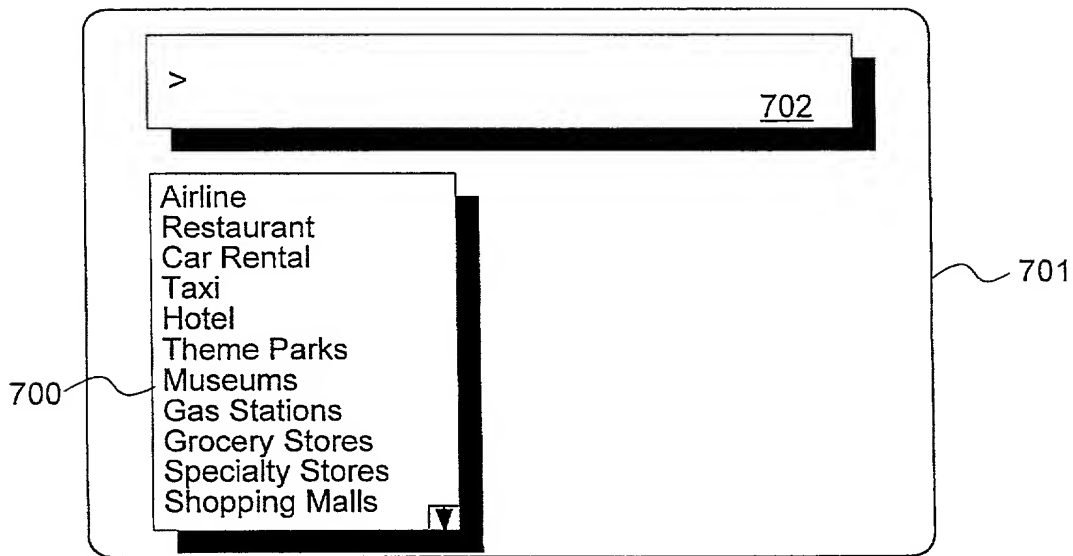 >
702
Airline
Restaurant
Car Rental
Taxi
Hotel
Theme Parks
Museums
Gas Stations
Grocery Stores
Specialty Stores
Shopping Malls
701
700